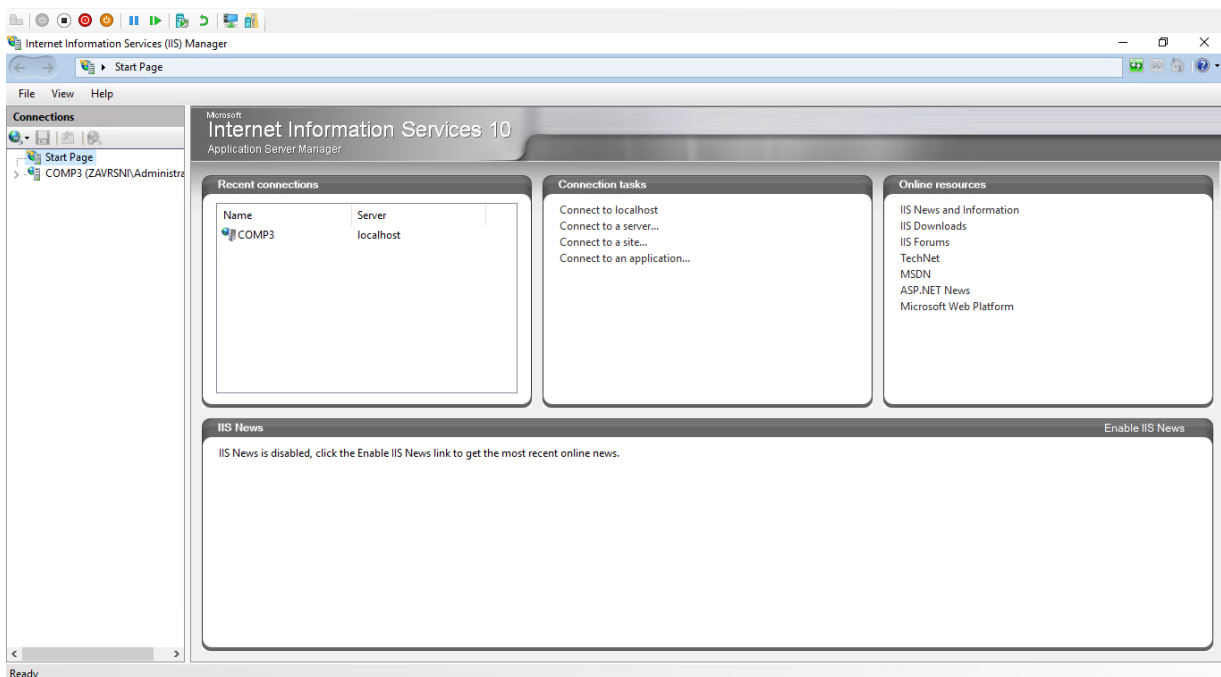 Internet Information Services (IIS) Manager
Start Page
File View Help
Connections
Start Page
COMP3 (ZAVRSNI\Administra
Microsoft
Internet Information Services 10
Application Server Manager
Recent connections
Name Server
COMP3 localhost
Connection tasks
Connect to localhost
Connect to a server...
Connect to a site...
Connect to an application...
Online resources
IIS News and Information
IIS Downloads
IIS Forums
TechNet
MSDN
ASP.NET News
Microsoft Web Platform
IIS News Enable IIS News
IIS News is disabled, click the Enable IIS News link to get the most recent online news.
Ready